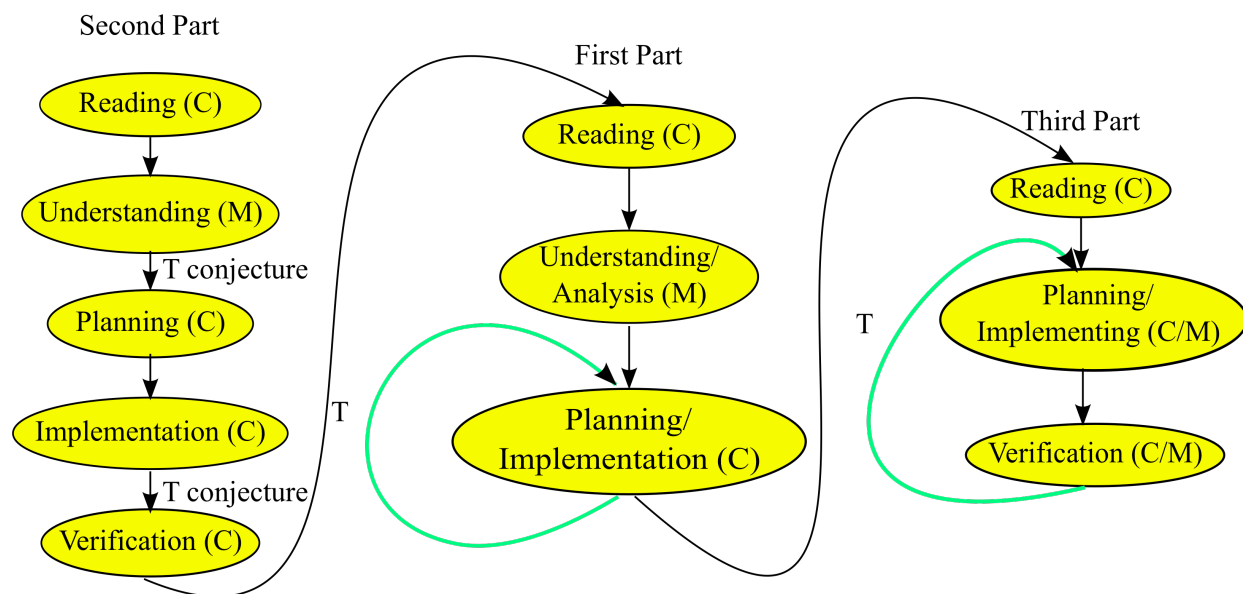 Second Part
Reading (C)
Understanding (M)
T conjecture
Planning (C)
Implementation (C)
T conjecture
Verification (C)
First Part
Reading (C)
Understanding/
Analysis (M)
T
Planning/
Implementation (C)
Third Part
Reading (C)
T
Planning/
Implementing (C/M)
Verification (C/M)